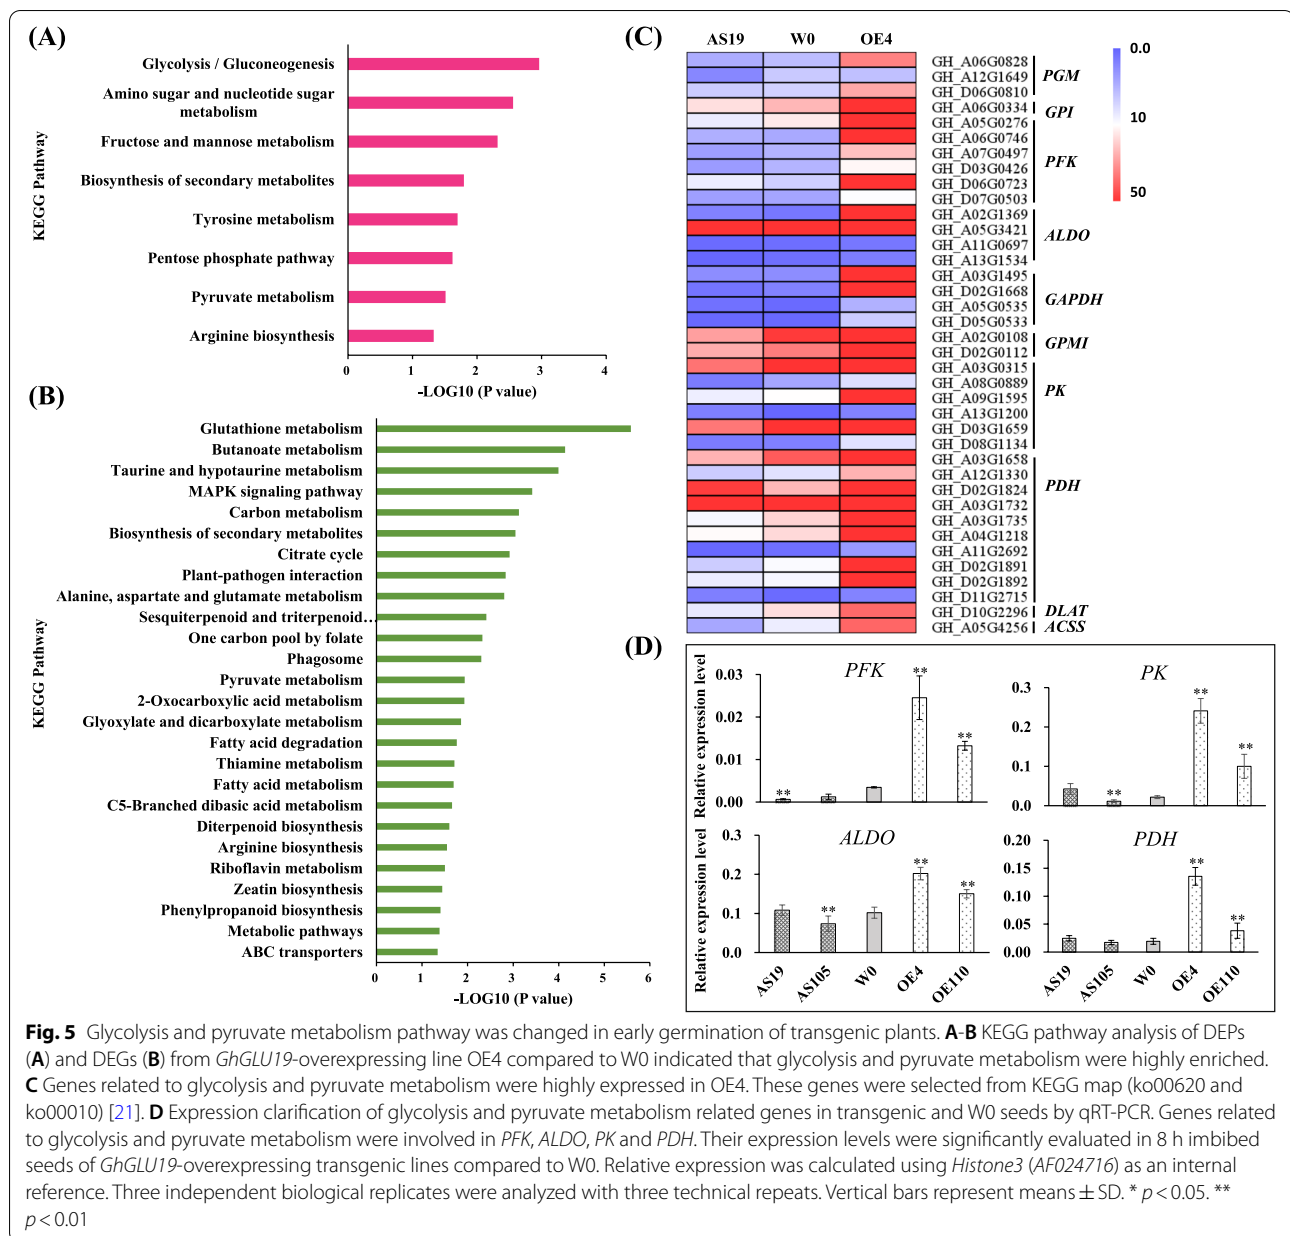 (A)
KEGG Pathway
Glycolysis / Gluconeogenesis
Amino sugar and nucleotide sugar
metabolism
Fructose and mannose metabolism
Biosynthesis of secondary metabolites
Tyrosine metabolism
Pentose phosphate pathway
Pyruvate metabolism
Arginine biosynthesis
0 1 2 3 4
-LOG10 (P value)
(B)
KEGG Pathway
Glutathione metabolism
Butanoate metabolism
Taurine and hypotaurine metabolism
MAPK signaling pathway
Carbon metabolism
Biosynthesis of secondary metabolites
Citrate cycle
Plant-pathogen interaction
Alanine, aspartate and glutamate metabolism
Sesquiterpenoid and triterpenoid…
One carbon pool by folate
Phagosome
Pyruvate metabolism
2-Oxocarboxylic acid metabolism
Glyoxylate and dicarboxylate metabolism
Fatty acid degradation
Thiamine metabolism
Fatty acid metabolism
C5-Branched dibasic acid metabolism
Diterpenoid biosynthesis
Arginine biosynthesis
Riboflavin metabolism
Zeatin biosynthesis
Phenylpropanoid biosynthesis
Metabolic pathways
ABC transporters
0 1 2 3 4 5 6
-LOG10 (P value)
(C)
AS19 W0 OE4
GH_A06G0828
GH_A12G1649
GH_D06G0810
GH_A06G0334
GH_A05G0276
GH_A06G0746
GH_A07G0497
GH_D03G0426
GH_D06G0723
GH_D07G0503
GH_A02G1369
GH_A05G3421
GH_A11G0697
GH_A13G1534
GH_A03G1495
GH_D02G1668
GH_A05G0535
GH_D05G0533
GH_A02G0108
GH_D02G0112
GH_A03G0315
GH_A08G0889
GH_A09G1595
GH_A13G1200
GH_D03G1659
GH_D08G1134
GH_A03G1658
GH_A12G1330
GH_D02G1824
GH_A03G1732
GH_A03G1735
GH_A04G1218
GH_A11G2692
GH_D02G1891
GH_D02G1892
GH_D11G2715
GH_D10G2296
GH_A05G4256
PGM
GPI
PFK
ALDO
GAPDH
GPMI
PK
PDH
DLAT
ACSS
0.0
10
50
(D)
PFK
Relative expression level
0.03
0.02
0.01
0.00
** ** **
PK
0.3
0.2
0.1
0.0
** ** **
ALDO
Relative expression level
0.3
0.2
0.1
0.0
** ** **
AS19 AS105 W0 OE4 OE110
PDH
0.20
0.15
0.10
0.05
0.00
** **
AS19 AS105 W0 OE4 OE110
Fig. 5 Glycolysis and pyruvate metabolism pathway was changed in early germination of transgenic plants. A-B KEGG pathway analysis of DEPs
(A) and DEGs (B) from GhGLU19-overexpressing line OE4 compared to W0 indicated that glycolysis and pyruvate metabolism were highly enriched.
C Genes related to glycolysis and pyruvate metabolism were highly expressed in OE4. These genes were selected from KEGG map (ko00620 and
ko00010) [21]. D Expression clarification of glycolysis and pyruvate metabolism related genes in transgenic and W0 seeds by qRT-PCR. Genes related
to glycolysis and pyruvate metabolism were involved in PFK, ALDO, PK and PDH. Their expression levels were significantly evaluated in 8 h imbibed
seeds of GhGLU19-overexpressing transgenic lines compared to W0. Relative expression was calculated using Histone3 (AF024716) as an internal
reference. Three independent biological replicates were analyzed with three technical repeats. Vertical bars represent means ± SD. * p < 0.05. **
p < 0.01